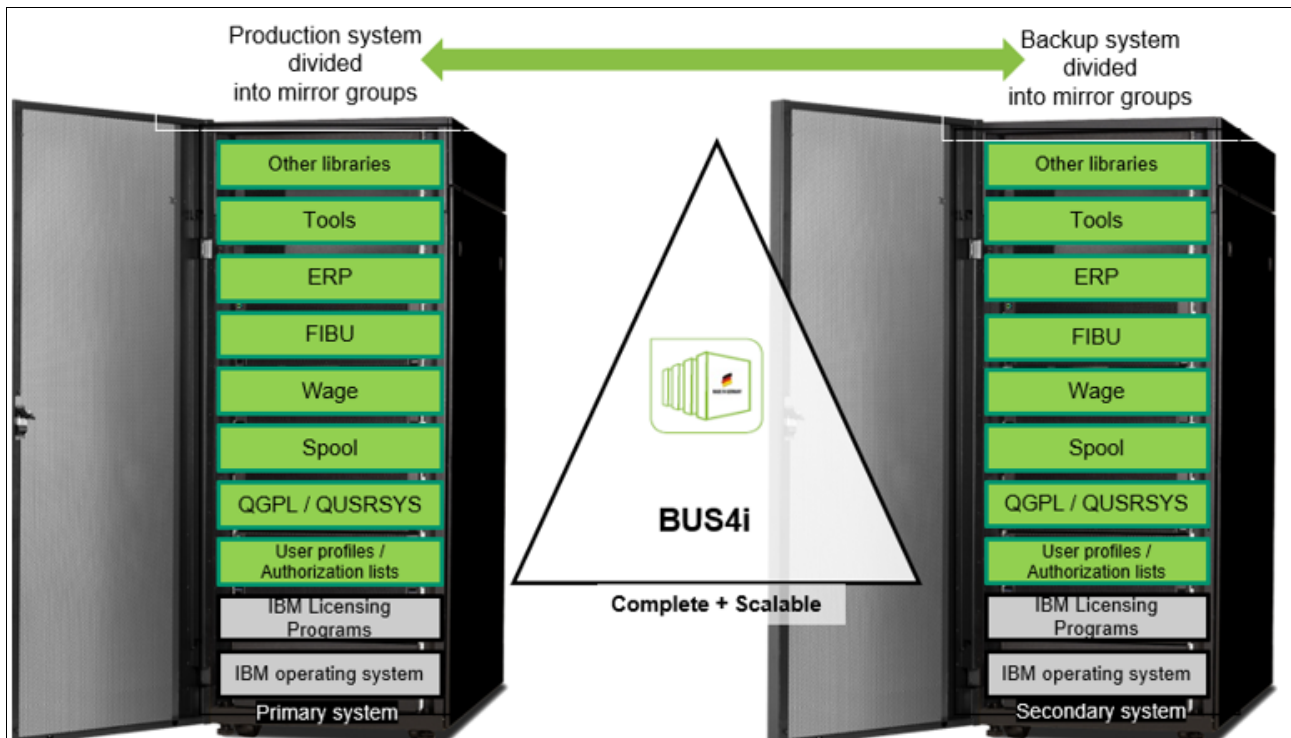 Production system
divided
into mirror groups
Backup system
divided
into mirror groups
Other libraries
Tools
ERP
FIBU
Wage
Spool
QGPL / QUSRSYS
User profiles /
Authorization lists
IBM Licensing
Programs
IBM operating system
Primary system
MADE IN GERMANY
BUS4i
Complete + Scalable
Other libraries
Tools
ERP
FIBU
Wage
Spool
QGPL / QUSRSYS
User profiles /
Authorization lists
IBM Licensing
Programs
IBM operating system
Secondary system